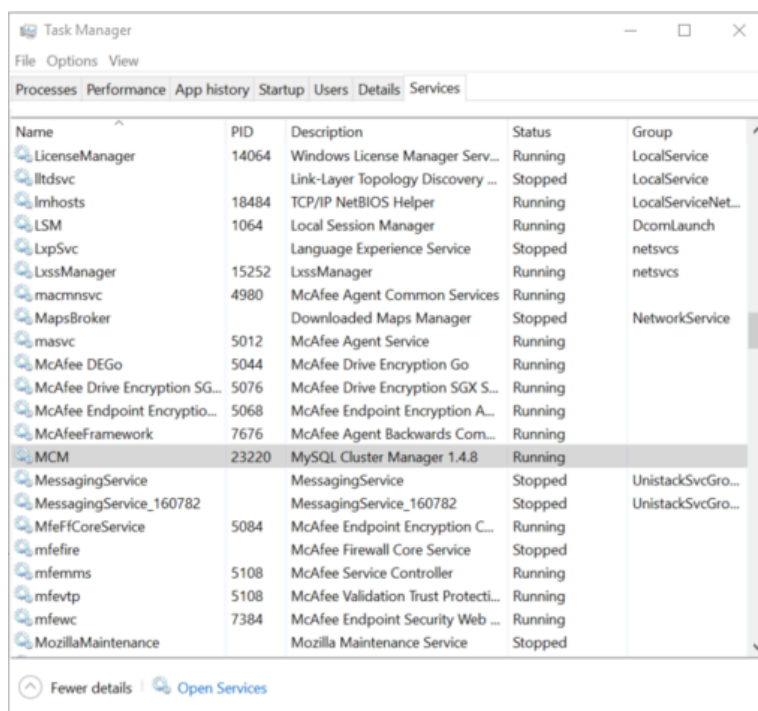 Task Manager
File Options View
Processes Performance App history Startup Users Details Services
Name PID Description Status Group
LicenseManager 14064 Windows License Manager Serv... Running LocalService
lltdsvc Link-Layer Topology Discovery ... Stopped LocalService
lmhosts 18484 TCP/IP NetBIOS Helper Running LocalServiceNet...
LSM 1064 Local Session Manager Running DcomLaunch
LxpSvc Language Experience Service Stopped netsvcs
LxssManager 15252 LxssManager Running netsvcs
macmnsvc 4980 McAfee Agent Common Services Running
MapsBroker Downloaded Maps Manager Stopped NetworkService
masvc 5012 McAfee Agent Service Running
McAfee DEGo 5044 McAfee Drive Encryption Go Running
McAfee Drive Encryption SG... 5076 McAfee Drive Encryption SGX S... Running
McAfee Endpoint Encryptio... 5068 McAfee Endpoint Encryption A... Running
McAfeeFramework 7676 McAfee Agent Backwards Com... Running
MCM 23220 MySQL Cluster Manager 1.4.8 Running
MessagingService MessagingService Stopped UnistackSvcGro...
MessagingService_160782 MessagingService_160782 Stopped UnistackSvcGro...
MfeFfCoreService 5084 McAfee Endpoint Encryption C... Running
mfefire McAfee Firewall Core Service Stopped
mfemms 5108 McAfee Service Controller Running
mfevtp 5108 McAfee Validation Trust Protecti... Running
mfewc 7384 McAfee Endpoint Security Web ... Running
MozillaMaintenance Mozilla Maintenance Service Stopped
Fewer details Open Services